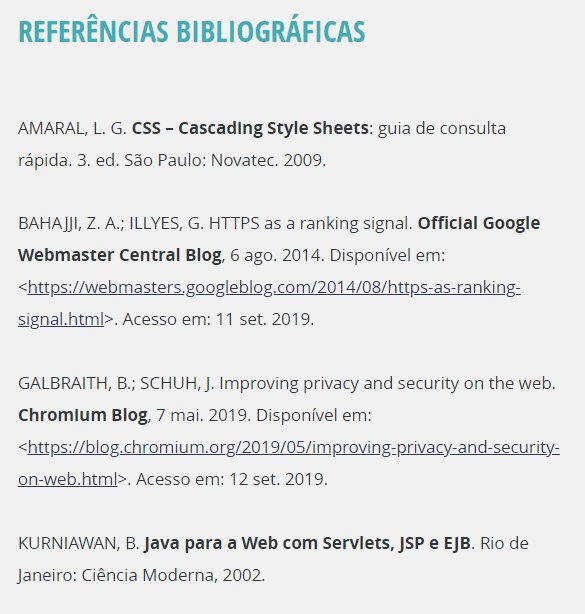 REFERÊNCIAS BIBLIOGRÁFICAS
AMARAL, L. G. CSS – Cascading Style Sheets: guia de consulta
rápida. 3. ed. São Paulo: Novatec. 2009.
BAHAJJI, Z. A.; ILLYES, G. HTTPS as a ranking signal. Official Google
Webmaster Central Blog, 6 ago. 2014. Disponível em:
<https://webmasters.googleblog.com/2014/08/https-as-ranking-
signal.html>. Acesso em: 11 set. 2019.
GALBRAITH, B.; SCHUH, J. Improving privacy and security on the web.
Chromium Blog, 7 mai. 2019. Disponível em:
<https://blog.chromium.org/2019/05/improving-privacy-and-security-
on-web.html>. Acesso em: 12 set. 2019.
KURNIAWAN, B. Java para a Web com Servlets, JSP e EJB. Rio de
Janeiro: Ciência Moderna, 2002.